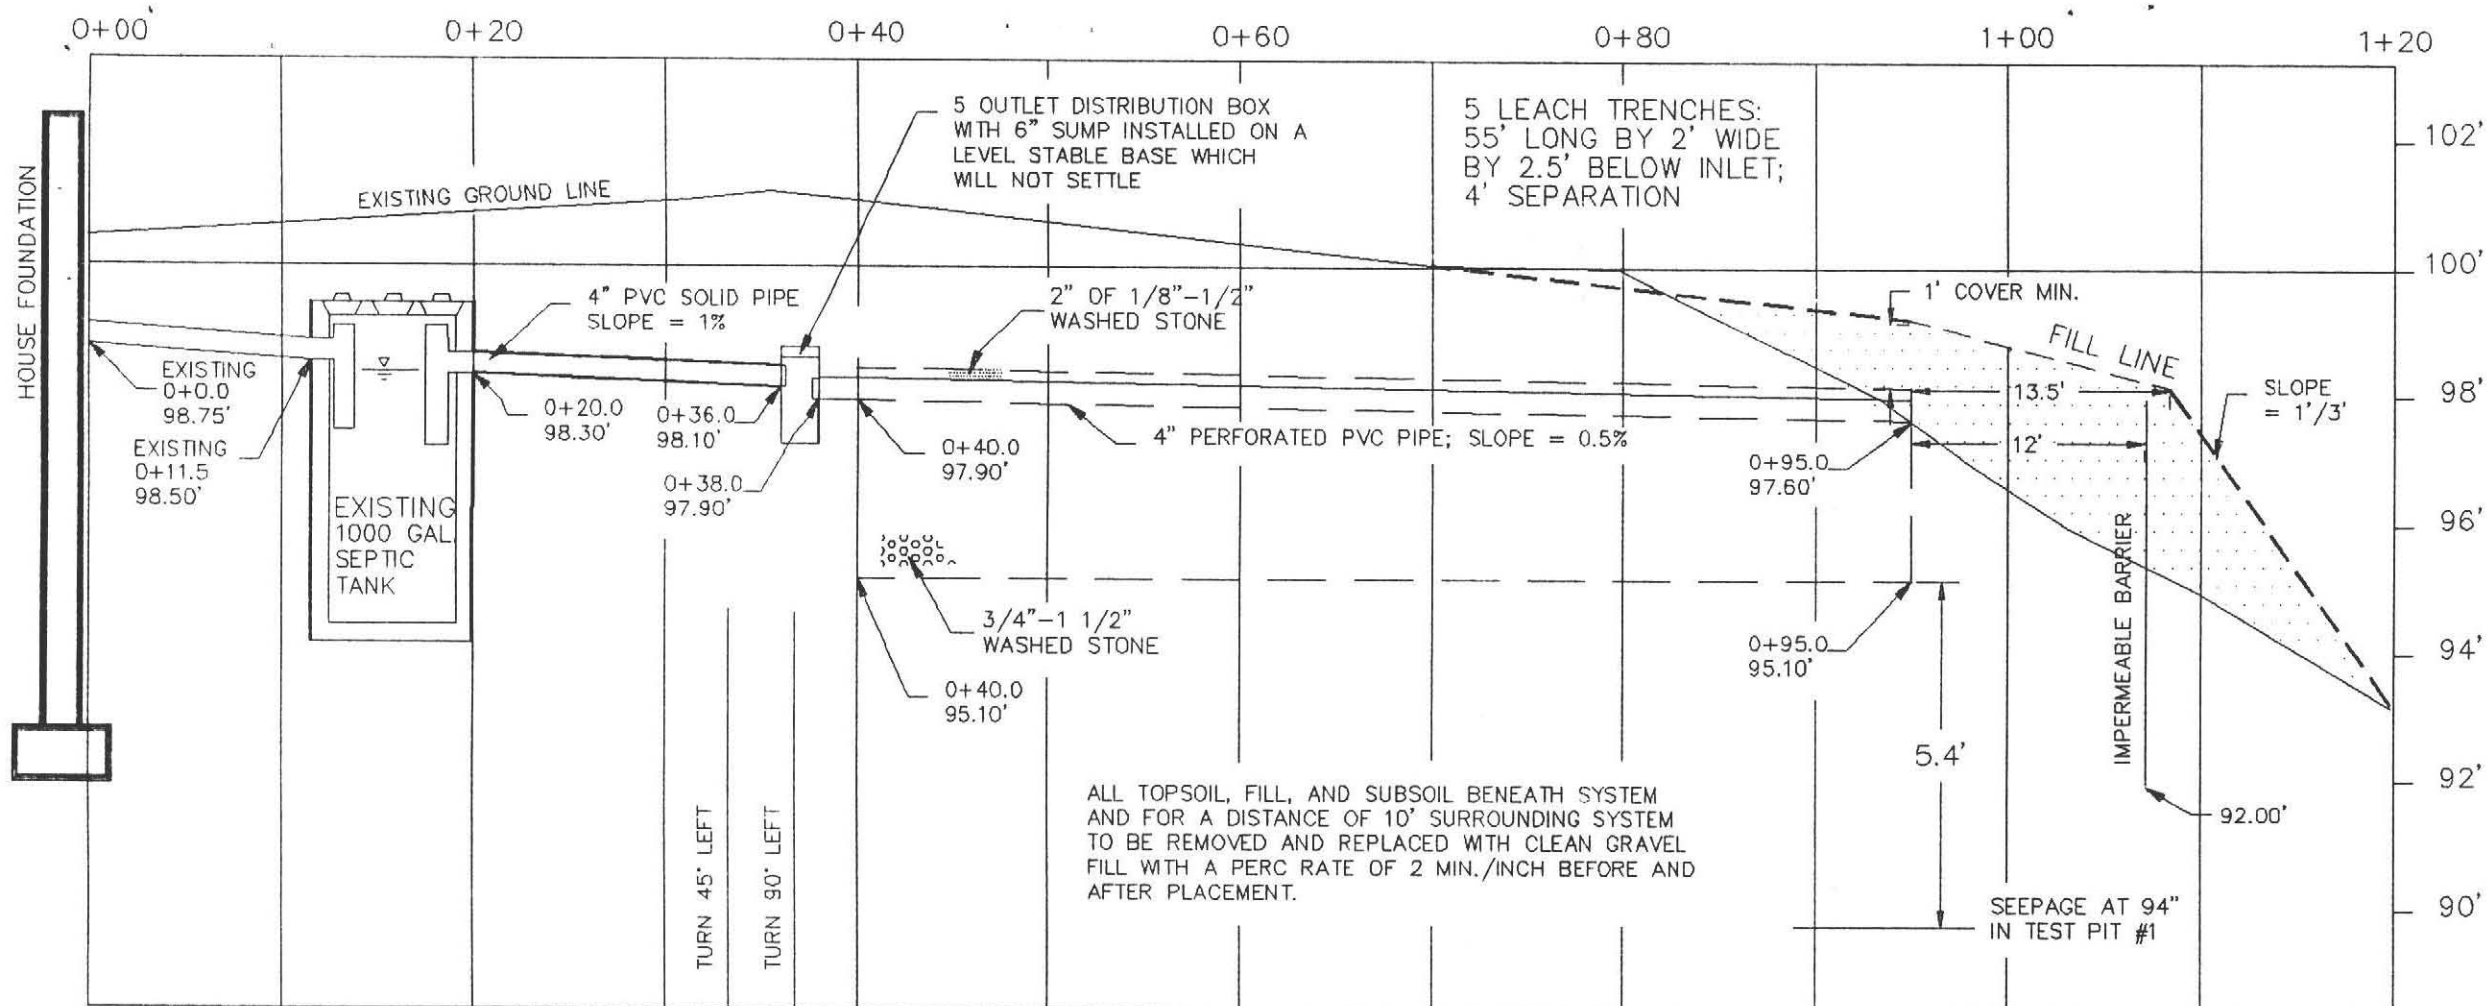 0+00
0+20
0+40
0+60
0+80
1+00
1+20
5 OUTLET DISTRIBUTION BOX
WITH 6" SUMP INSTALLED ON A
LEVEL STABLE BASE WHICH
WILL NOT SETTLE
5 LEACH TRENCHES:
55' LONG BY 2' WIDE
BY 2.5' BELOW INLET;
4' SEPARATION
102'
100'
98'
96'
94'
92'
90'
HOUSE FOUNDATION
EXISTING GROUND LINE
4" PVC SOLID PIPE
SLOPE = 1%
2" OF 1/8"-1/2"
WASHED STONE
1' COVER MIN.
FILL LINE
SLOPE
= 1'/3'
EXISTING
0+0.0
98.75'
EXISTING
0+11.5
98.50'
0+20.0
98.30'
0+36.0
98.10'
0+38.0
97.90'
0+40.0
97.90'
4" PERFORATED PVC PIPE; SLOPE = 0.5%
0+95.0
97.60'
13.5'
12'
EXISTING
1000 GAL.
SEPTIC
TANK
3/4"-1 1/2"
WASHED STONE
0+40.0
95.10'
0+95.0
95.10'
IMPERMEABLE BARRIER
5.4'
92.00'
TURN 45° LEFT
TURN 90° LEFT
ALL TOPSOIL, FILL, AND SUBSOIL BENEATH SYSTEM
AND FOR A DISTANCE OF 10' SURROUNDING SYSTEM
TO BE REMOVED AND REPLACED WITH CLEAN GRAVEL
FILL WITH A PERC RATE OF 2 MIN./INCH BEFORE AND
AFTER PLACEMENT.
SEEPAGE AT 94"
IN TEST PIT #1